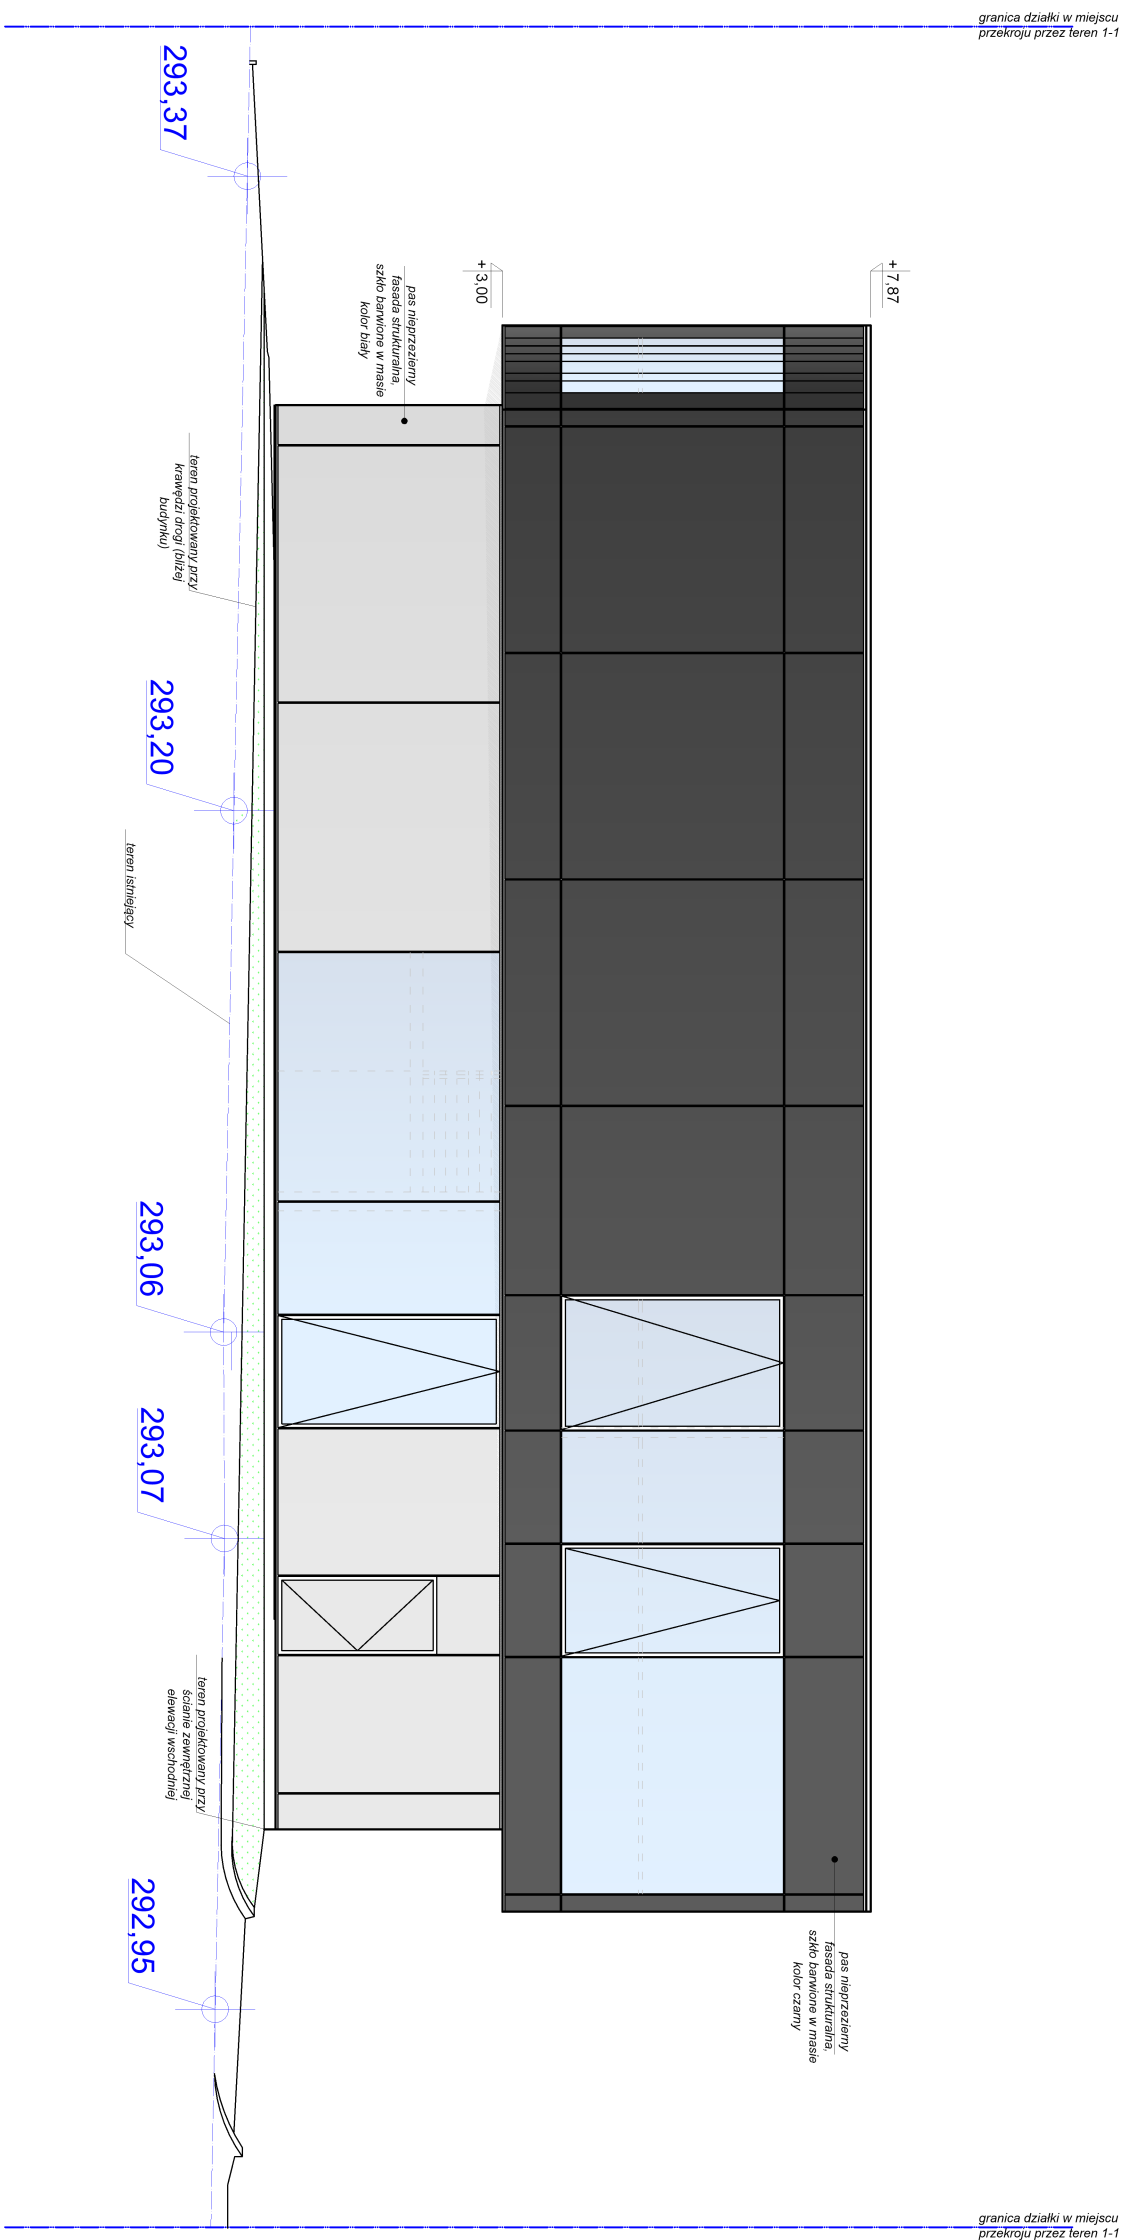 granica działki w miejscu
przekroju przez teren 1-1
293,37
+ 7,87
+ 3,00
pas nieprzezierny
fasada strukturalna,
szkło barwione w masie
kolor biały
teren projektowany przy
krawędzi drogi (bliżej
budynku)
293,20
teren istniejący
293,06
293,07
teren projektowany przy
ścianie zewnętrznej
elewacji wschodniej
292,95
pas nieprzezierny
fasada strukturalna,
szkło barwione w masie
kolor czarny
granica działki w miejscu
przekroju przez teren 1-1